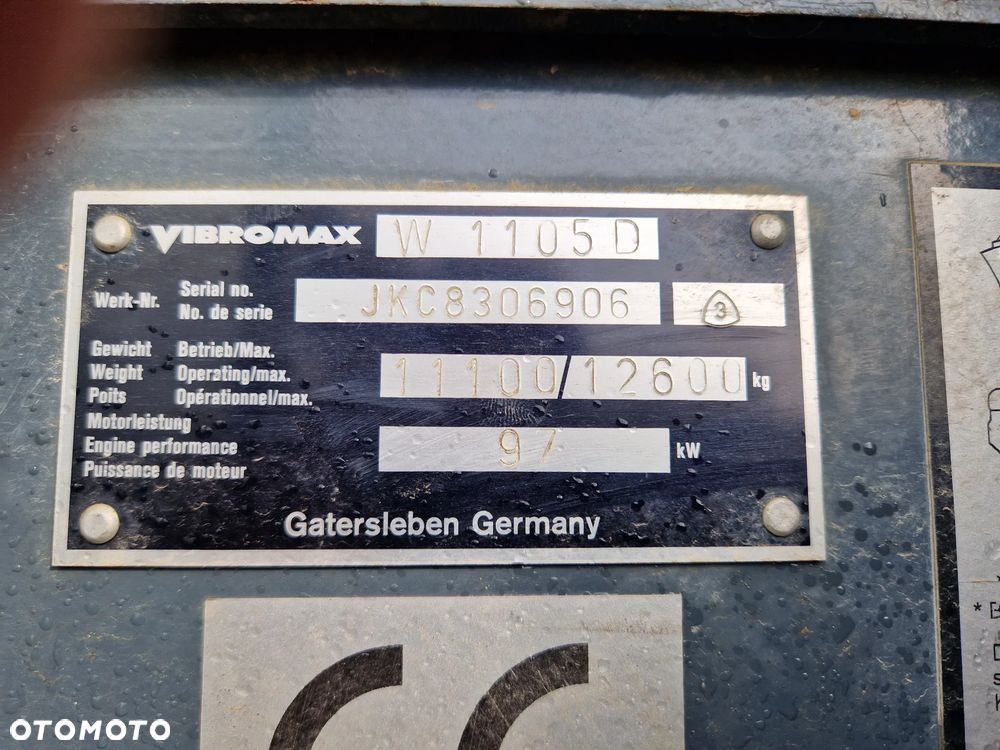 VIBROMAX W 1105 D
Werk-Nr. Serial no. JKC8306906 3
No. de serie
Gewicht Betrieb/Max.
Weight Operating/max. 11100/12600 kg
Poits Opérationnel/max.
Motorleistung
Engine performance 97 kW
Puissance de moteur
Gatersleben Germany
CE
OTOMOTO